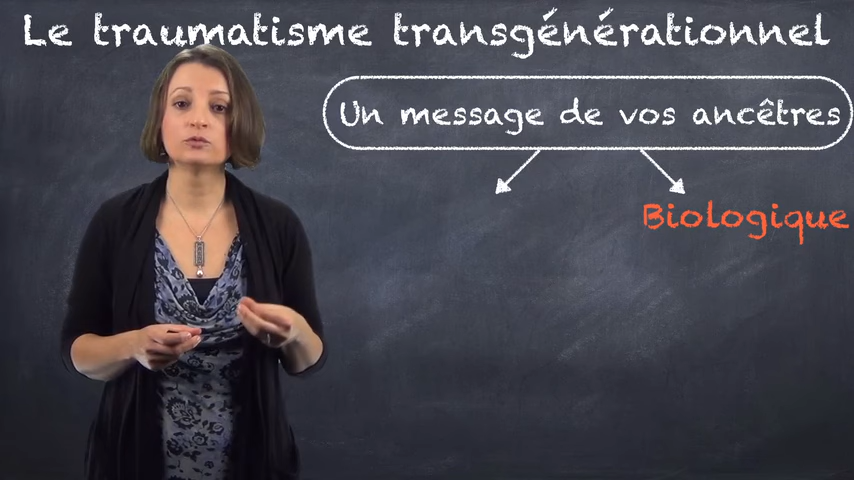 Le traumatisme transgénérationnel
Un message de vos ancêtres
Biologique